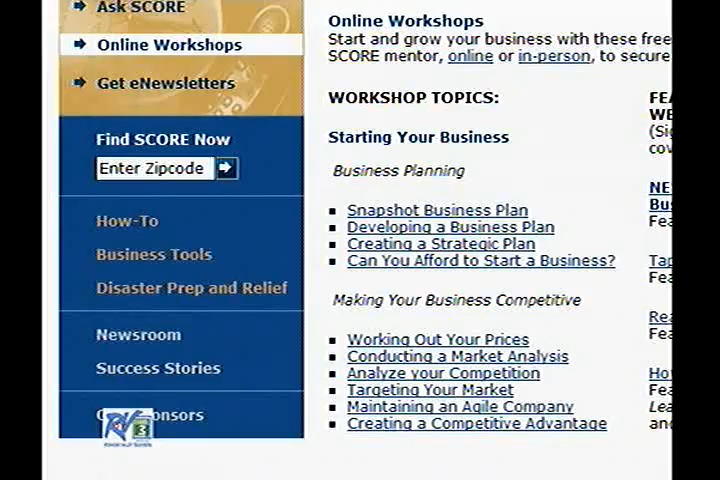 Ask SCORE
Online Workshops
Get eNewsletters
Find SCORE Now
Enter Zipcode
How-To
Business Tools
Disaster Prep and Relief
Newsroom
Success Stories
Online Workshops
Start and grow your business with these free
SCORE mentor, online or in-person, to secure
WORKSHOP TOPICS:
Starting Your Business
Business Planning
Snapshot Business Plan
Developing a Business Plan
Creating a Strategic Plan
Can You Afford to Start a Business?
Making Your Business Competitive
Working Out Your Prices
Conducting a Market Analysis
Analyze your Competition
Targeting Your Market
Maintaining an Agile Company
Creating a Competitive Advantage